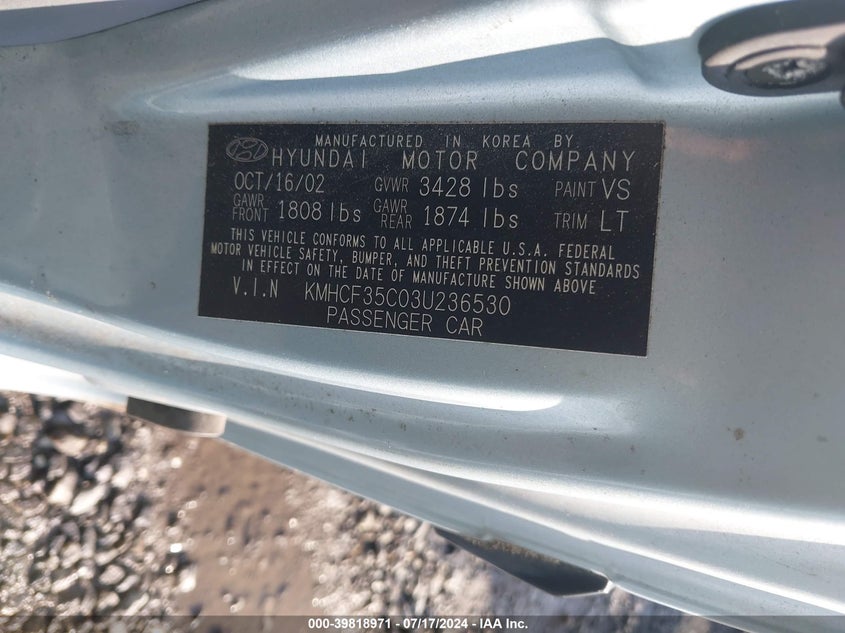 MANUFACTURED IN KOREA BY
HYUNDAI MOTOR COMPANY
OCT/16/02 GVWR 3428 lbs PAINT VS
GAWR FRONT 1808 lbs GAWR REAR 1874 lbs TRIM LT
THIS VEHICLE CONFORMS TO ALL APPLICABLE U.S.A. FEDERAL
MOTOR VEHICLE SAFETY, BUMPER, AND THEFT PREVENTION STANDARDS
IN EFFECT ON THE DATE OF MANUFACTURE SHOWN ABOVE
V.I.N KMHCF35C03U236530
PASSENGER CAR
000-39818971 / 07/17/2024 - IAA Inc.